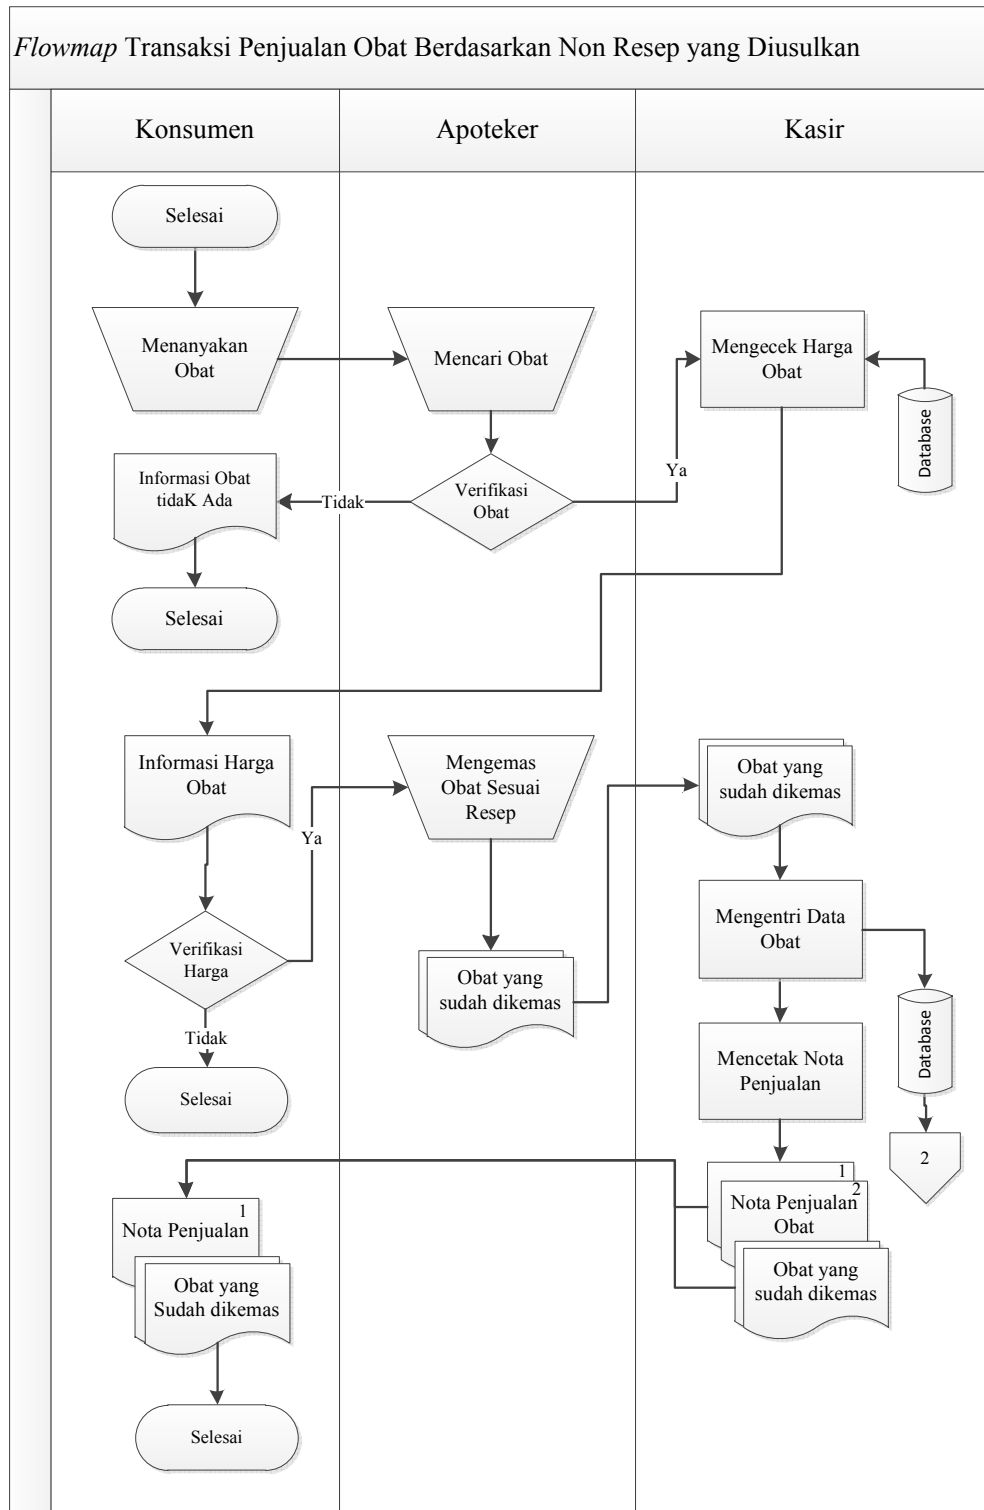 Flowmap Transaksi Penjualan Obat Berdasarkan Non Resep yang Diusulkan
Konsumen
Apoteker
Kasir
Selesai
Menanyakan
Obat
Mencari Obat
Mengecek Harga
Obat
Database
Ya
Verifikasi
Obat
Tidak
Informasi Obat
tidaK Ada
Selesai
Informasi Harga
Obat
Ya
Mengemas
Obat Sesuai
Resep
Obat yang
sudah dikemas
Verifikasi
Harga
Tidak
Selesai
Obat yang
sudah dikemas
Mengentri Data
Obat
Database
2
Mencetak Nota
Penjualan
1
2
Nota Penjualan
Obat
Obat yang
sudah dikemas
1
Nota Penjualan
Obat yang
Sudah dikemas
Selesai